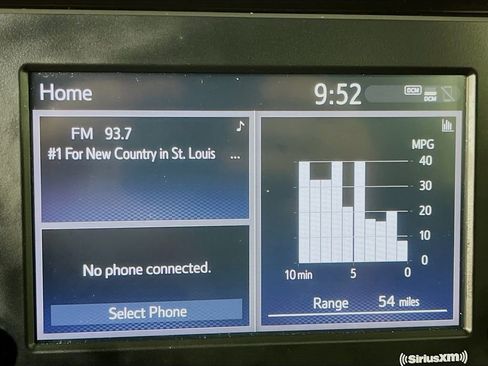 Home
9:52
DCM
DCM
FM 93.7
#1 For New Country in St. Louis ...
No phone connected.
Select Phone
MPG
40
30
20
10
0
10 min
5
0
Range 54 miles
((SiriusXM))